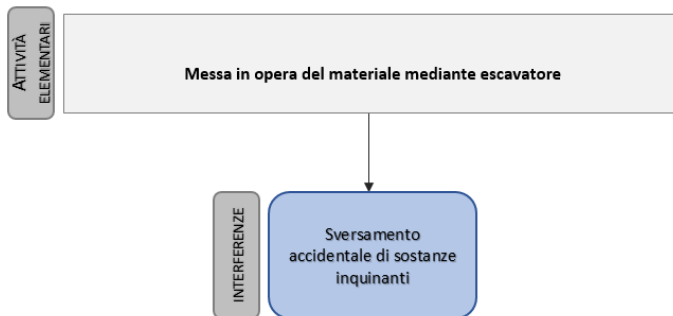 ATTIVITÀ
ELEMENTARI
Messa in opera del materiale mediante escavatore
INTERFERENZE
Sversamento
accidentale di sostanze
inquinanti